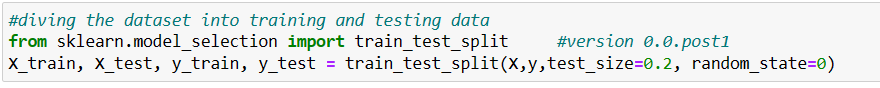 #diving the dataset into training and testing data
from sklearn.model_selection import train_test_split     #version 0.0.post1
X_train, X_test, y_train, y_test = train_test_split(X,y,test_size=0.2, random_state=0)